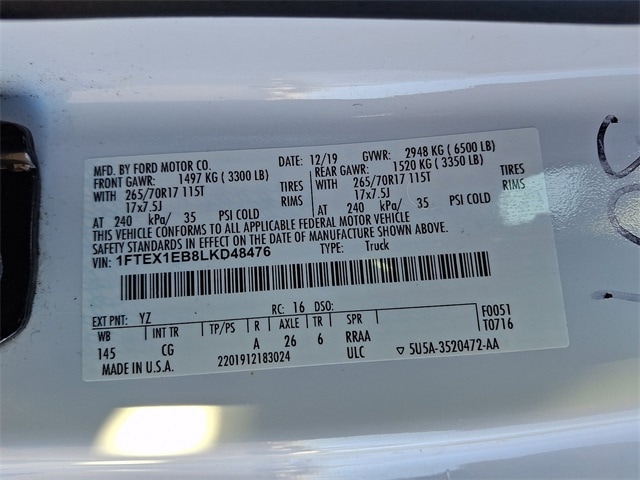 MFD. BY FORD MOTOR CO.
DATE: 12/19 GVWR: 2948 KG ( 6500 LB)
FRONT GAWR: 1497 KG ( 3300 LB)
REAR GAWR: 1520 KG ( 3350 LB)
WITH 265/70R17 115T TIRES
265/70R17 115T TIRES
17x7.5J RIMS
WITH 17x7.5J RIMS
AT 240 kPa/ 35 PSI COLD
AT 240 kPa/ 35 PSI COLD
THIS VEHICLE CONFORMS TO ALL APPLICABLE FEDERAL MOTOR VEHICLE
SAFETY STANDARDS IN EFFECT ON THE DATE OF MANUFACTURE SHOWN ABOVE.
VIN: 1FTEX1EB8LKD48476 TYPE: Truck
EXT PNT: YZ RC: 16 DSO: F0051
WB INT TR TP/PS R AXLE TR SPR T0716
145 CG A 26 6 RRAA
MADE IN U.S.A. 2201912183024 ULC ▽ 5U5A-3520472-AA